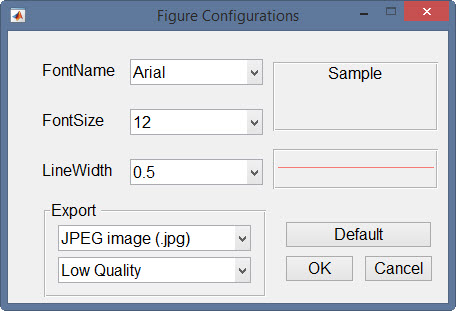 Figure Configurations
FontName
Arial
Sample
FontSize
12
LineWidth
0.5
Export
JPEG image (.jpg)
Low Quality
Default
OK
Cancel